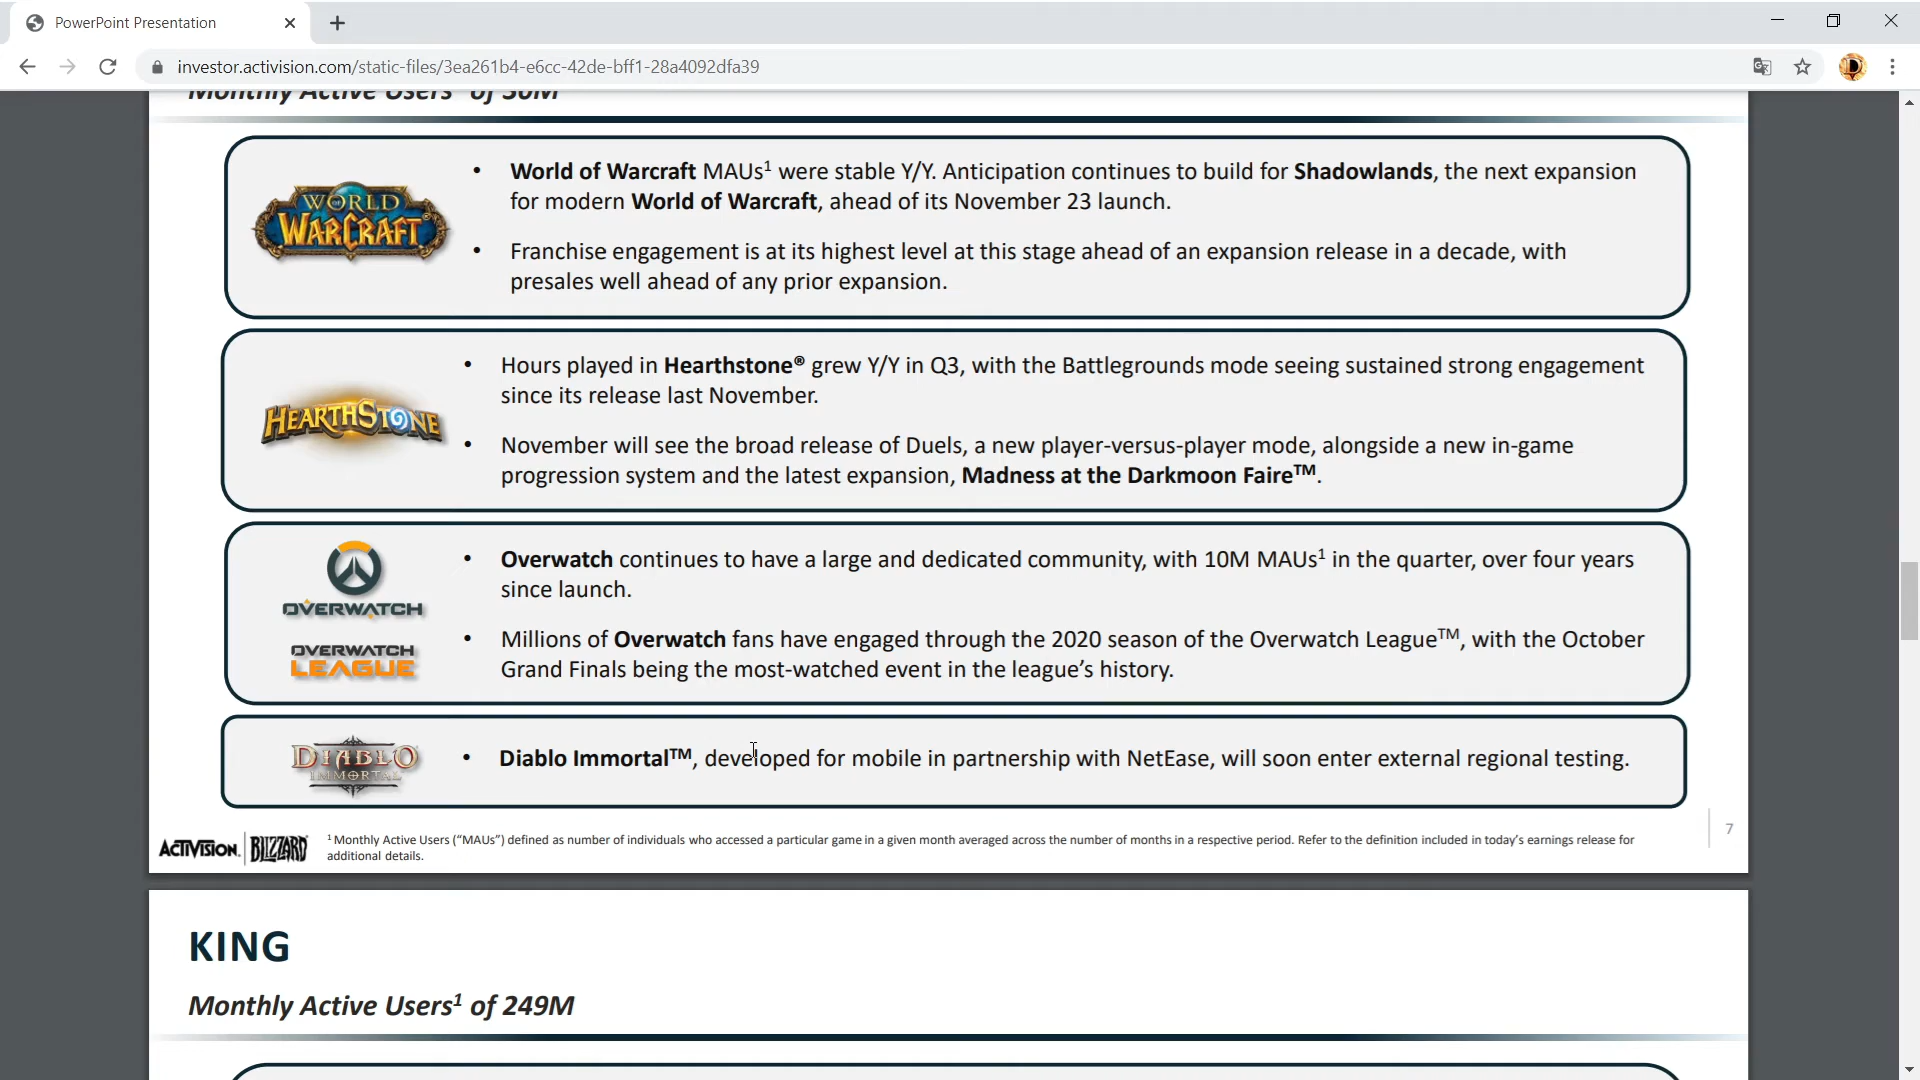 PowerPoint Presentation
investor.activision.com/static-files/3ea261b4-e6cc-42de-bff1-28a4092dfa39
Monthly Active Users¹ of 30M
WORLD OF WARCRAFT
• World of Warcraft MAUs¹ were stable Y/Y. Anticipation continues to build for Shadowlands, the next expansion
for modern World of Warcraft, ahead of its November 23 launch.
• Franchise engagement is at its highest level at this stage ahead of an expansion release in a decade, with
presales well ahead of any prior expansion.
HEARTHSTONE
• Hours played in Hearthstone® grew Y/Y in Q3, with the Battlegrounds mode seeing sustained strong engagement
since its release last November.
• November will see the broad release of Duels, a new player-versus-player mode, alongside a new in-game
progression system and the latest expansion, Madness at the Darkmoon Faire™.
OVERWATCH
OVERWATCH
LEAGUE
• Overwatch continues to have a large and dedicated community, with 10M MAUs¹ in the quarter, over four years
since launch.
• Millions of Overwatch fans have engaged through the 2020 season of the Overwatch League™, with the October
Grand Finals being the most-watched event in the league's history.
DIABLO
IMMORTAL
• Diablo Immortal™, developed for mobile in partnership with NetEase, will soon enter external regional testing.
ACTIVISION. BLIZZARD
¹ Monthly Active Users ("MAUs") defined as number of individuals who accessed a particular game in a given month averaged across the number of months in a respective period. Refer to the definition included in today's earnings release for
additional details.
7
KING
Monthly Active Users¹ of 249M